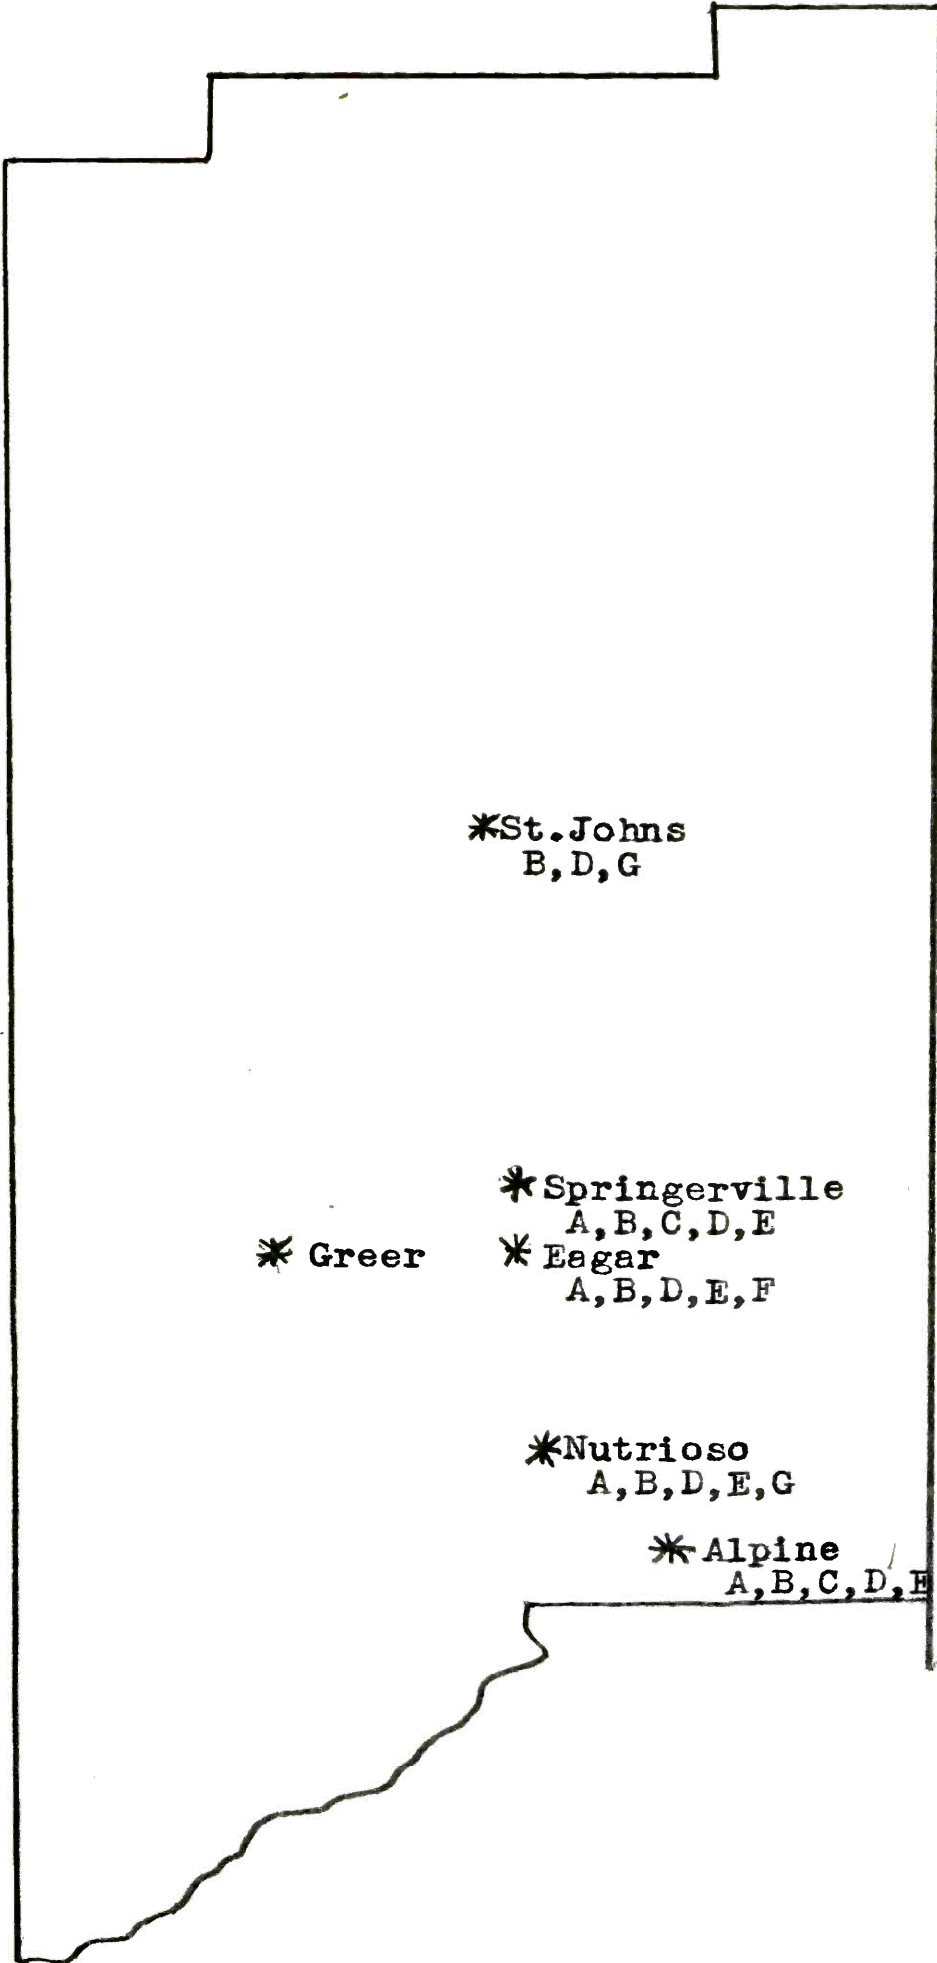 St.Johns
B,D,G
Springerville
A,B,C,D,E
Greer
Eagar
A,B,D,E,F
Nutrioso
A,B,D,E,G
Alpine
A,B,C,D,E